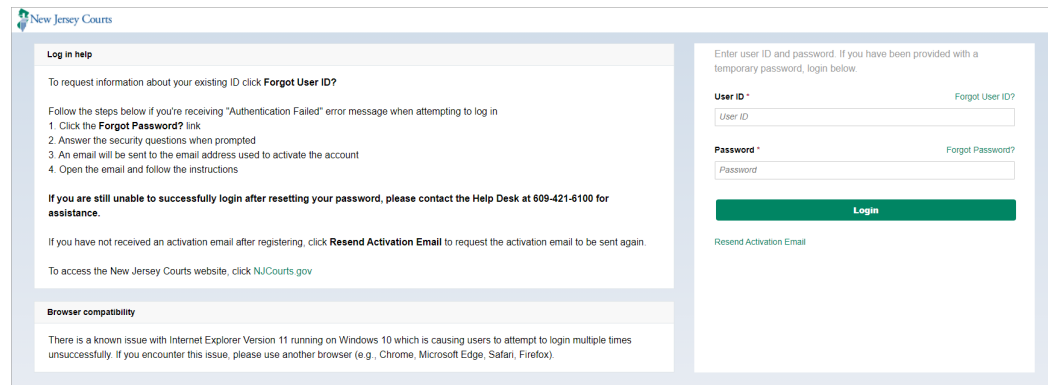 New Jersey Courts
Log in help
To request information about your existing ID click Forgot User ID?
Follow the steps below if you're receiving "Authentication Failed" error message when attempting to log in
1. Click the Forgot Password? link
2. Answer the security questions when prompted
3. An email will be sent to the email address used to activate the account
4. Open the email and follow the instructions
If you are still unable to successfully login after resetting your password, please contact the Help Desk at 609-421-6100 for
assistance.
If you have not received an activation email after registering, click Resend Activation Email to request the activation email to be sent again.
To access the New Jersey Courts website, click NJCourts.gov
Browser compatibility
There is a known issue with Internet Explorer Version 11 running on Windows 10 which is causing users to attempt to login multiple times
unsuccessfully. If you encounter this issue, please use another browser (e.g., Chrome, Microsoft Edge, Safari, Firefox).
Enter user ID and password. If you have been provided with a
temporary password, login below.
User ID * Forgot User ID?
User ID
Password * Forgot Password?
Password
Login
Resend Activation Email